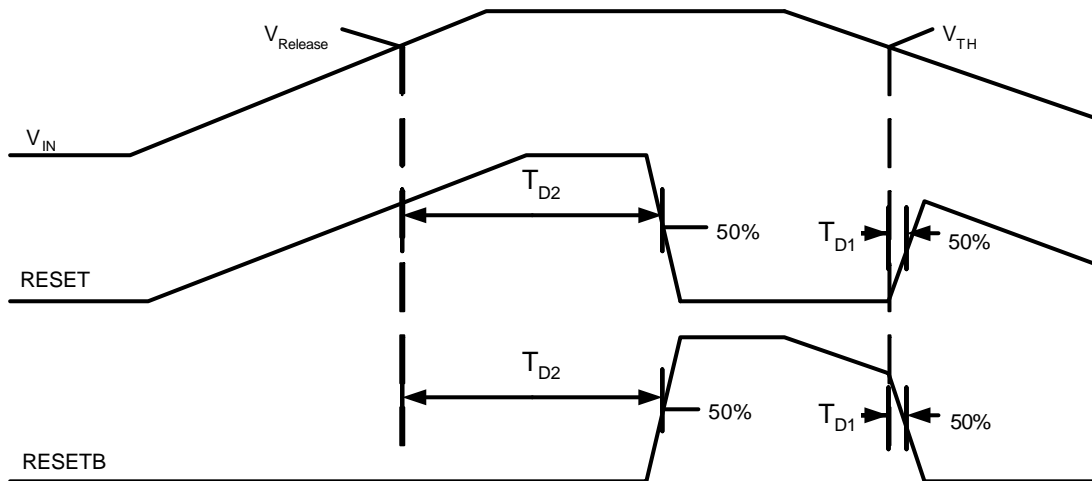 V_Release
V_TH
V_IN
T_D2
50%
T_D1
50%
RESET
T_D2
50%
T_D1
50%
RESETB